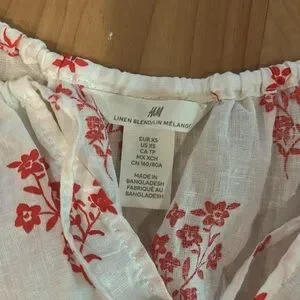 H&M
LINEN BLEND/LIN MÉLANGÉ
EUR XS
US XS
CA TP
MX XCH
CN 160/80A
MADE IN
BANGLADESH
FABRIQUÉ AU
BANGLADESH